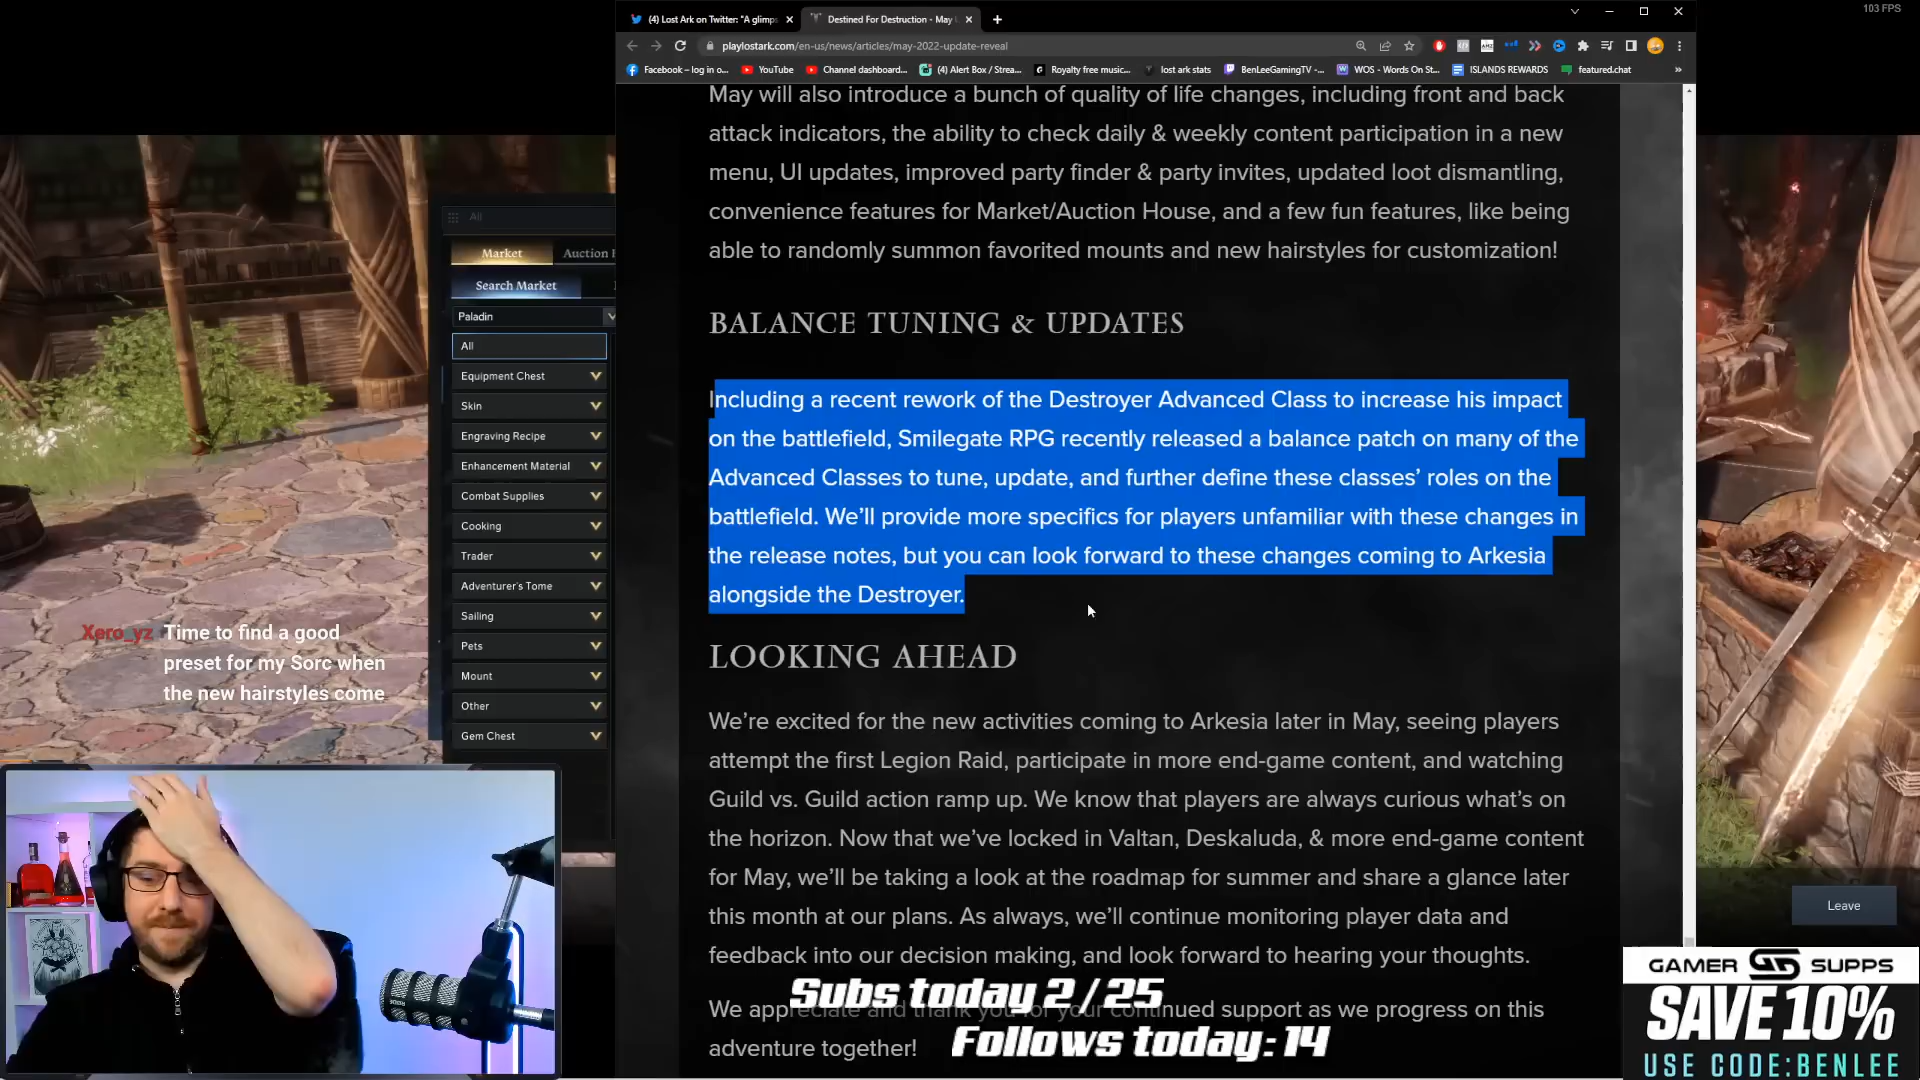 103 FPS
(4) Lost Ark on Twitter: "A glimps
Destined For Destruction - May
playlostark.com/en-us/news/articles/may-2022-update-reveal
Facebook – log in o...
YouTube
Channel dashboard...
(4) Alert Box / Strea...
Royalty free music...
lost ark stats
BenLeeGamingTV -...
WOS - Words On St...
ISLANDS REWARDS
featured.chat
May will also introduce a bunch of quality of life changes, including front and back
attack indicators, the ability to check daily & weekly content participation in a new
menu, UI updates, improved party finder & party invites, updated loot dismantling,
convenience features for Market/Auction House, and a few fun features, like being
able to randomly summon favorited mounts and new hairstyles for customization!
BALANCE TUNING & UPDATES
Including a recent rework of the Destroyer Advanced Class to increase his impact
on the battlefield, Smilegate RPG recently released a balance patch on many of the
Advanced Classes to tune, update, and further define these classes’ roles on the
battlefield. We’ll provide more specifics for players unfamiliar with these changes in
the release notes, but you can look forward to these changes coming to Arkesia
alongside the Destroyer.
LOOKING AHEAD
We’re excited for the new activities coming to Arkesia later in May, seeing players
attempt the first Legion Raid, participate in more end-game content, and watching
Guild vs. Guild action ramp up. We know that players are always curious what’s on
the horizon. Now that we’ve locked in Valtan, Deskaluda, & more end-game content
for May, we’ll be taking a look at the roadmap for summer and share a glance later
this month at our plans. As always, we’ll continue monitoring player data and
feedback into our decision making, and look forward to hearing your thoughts.
We appreciate and thank you for your continued support as we progress on this
adventure together!
All
Market
Auction
Search Market
Paladin
All
Equipment Chest
Skin
Engraving Recipe
Enhancement Material
Combat Supplies
Cooking
Trader
Adventurer's Tome
Sailing
Pets
Mount
Other
Gem Chest
Xero_yz Time to find a good
preset for my Sorc when
the new hairstyles come
RODE
Subs today 2/25
Follows today: 14
Leave
GAMER SUPPS
SAVE 10%
USE CODE:BENLEE